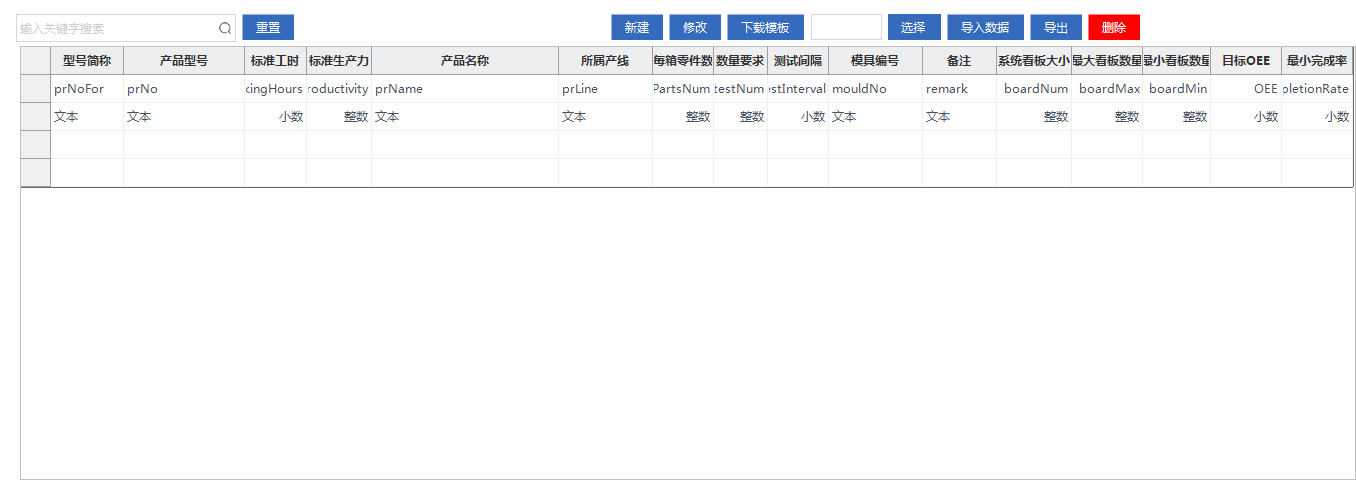 输入关键字搜索 重置 新建 修改 下载模板 选择 导入数据 导出 删除
型号简称 产品型号 标准工时 标准生产力 产品名称 所属产线 每箱零件数 数量要求 测试间隔 模具编号 备注 系统看板大小 最大看板数量 最小看板数量 目标OEE 最小完成率
prNoFor prNo kingHours roductivity prName prLine PartsNum testNum stInterval mouldNo remark boardNum boardMax boardMin OEE pletionRate
文本 文本 小数 整数 文本 文本 整数 整数 小数 文本 文本 整数 整数 整数 小数 小数